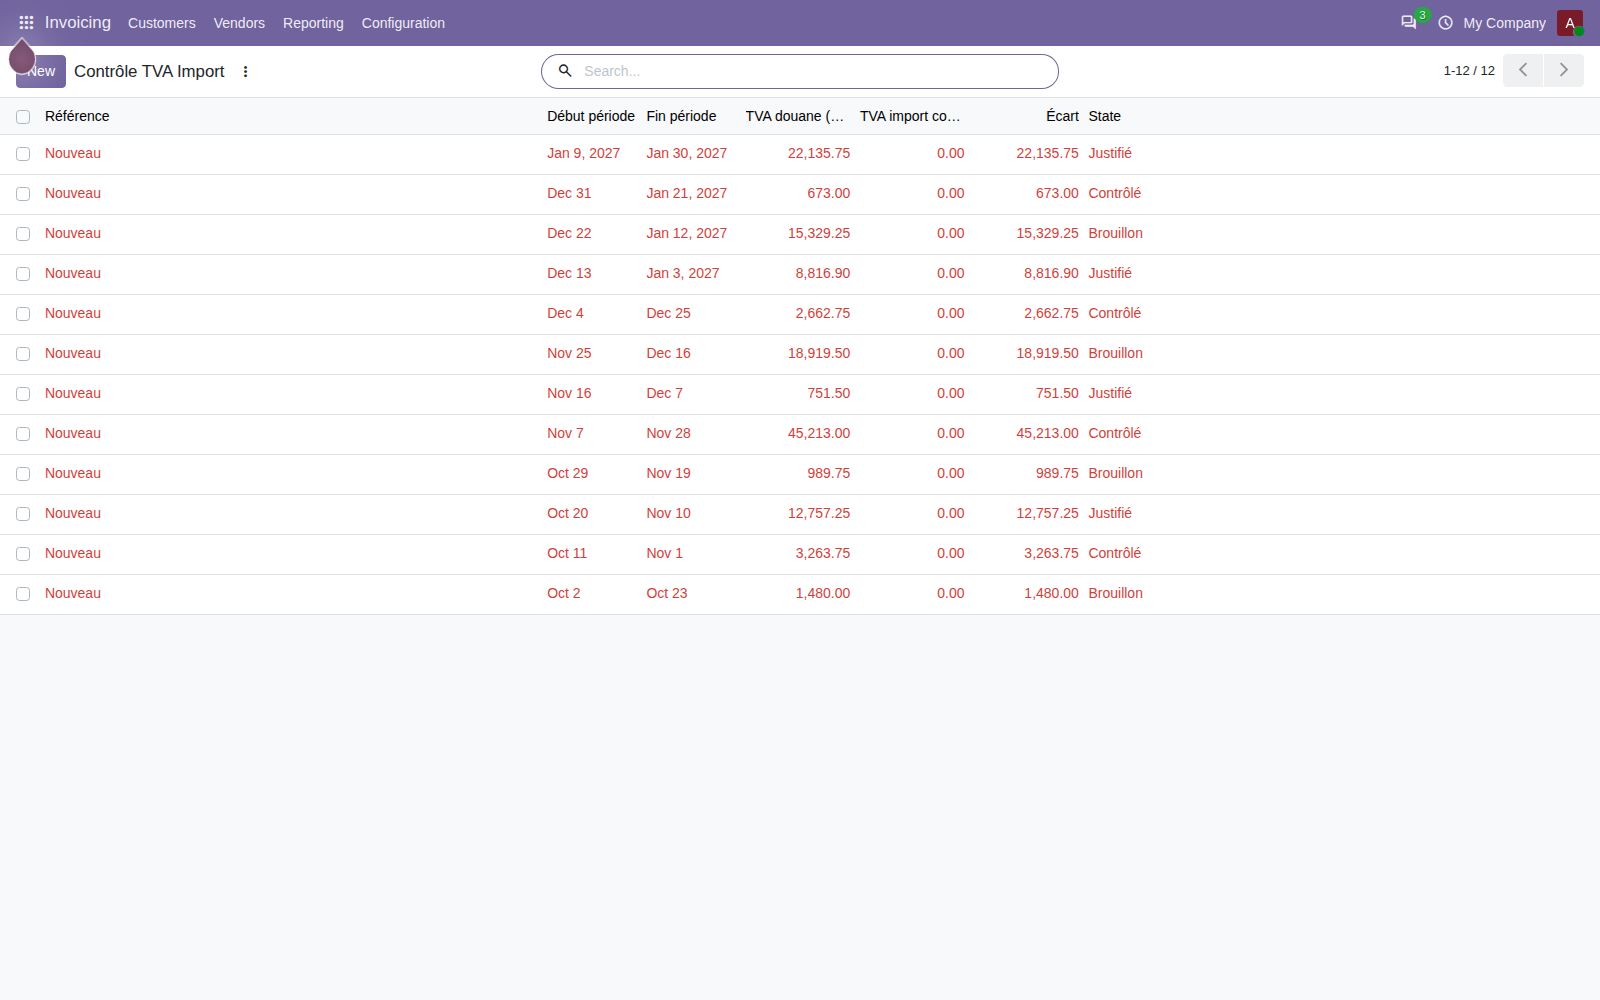 Invoicing Customers Vendors Reporting Configuration 3 My Company A
New Contrôle TVA Import Search... 1-12 / 12
Référence Début période Fin période TVA douane (... TVA import co... Écart State
Nouveau Jan 9, 2027 Jan 30, 2027 22,135.75 0.00 22,135.75 Justifié
Nouveau Dec 31 Jan 21, 2027 673.00 0.00 673.00 Contrôlé
Nouveau Dec 22 Jan 12, 2027 15,329.25 0.00 15,329.25 Brouillon
Nouveau Dec 13 Jan 3, 2027 8,816.90 0.00 8,816.90 Justifié
Nouveau Dec 4 Dec 25 2,662.75 0.00 2,662.75 Contrôlé
Nouveau Nov 25 Dec 16 18,919.50 0.00 18,919.50 Brouillon
Nouveau Nov 16 Dec 7 751.50 0.00 751.50 Justifié
Nouveau Nov 7 Nov 28 45,213.00 0.00 45,213.00 Contrôlé
Nouveau Oct 29 Nov 19 989.75 0.00 989.75 Brouillon
Nouveau Oct 20 Nov 10 12,757.25 0.00 12,757.25 Justifié
Nouveau Oct 11 Nov 1 3,263.75 0.00 3,263.75 Contrôlé
Nouveau Oct 2 Oct 23 1,480.00 0.00 1,480.00 Brouillon